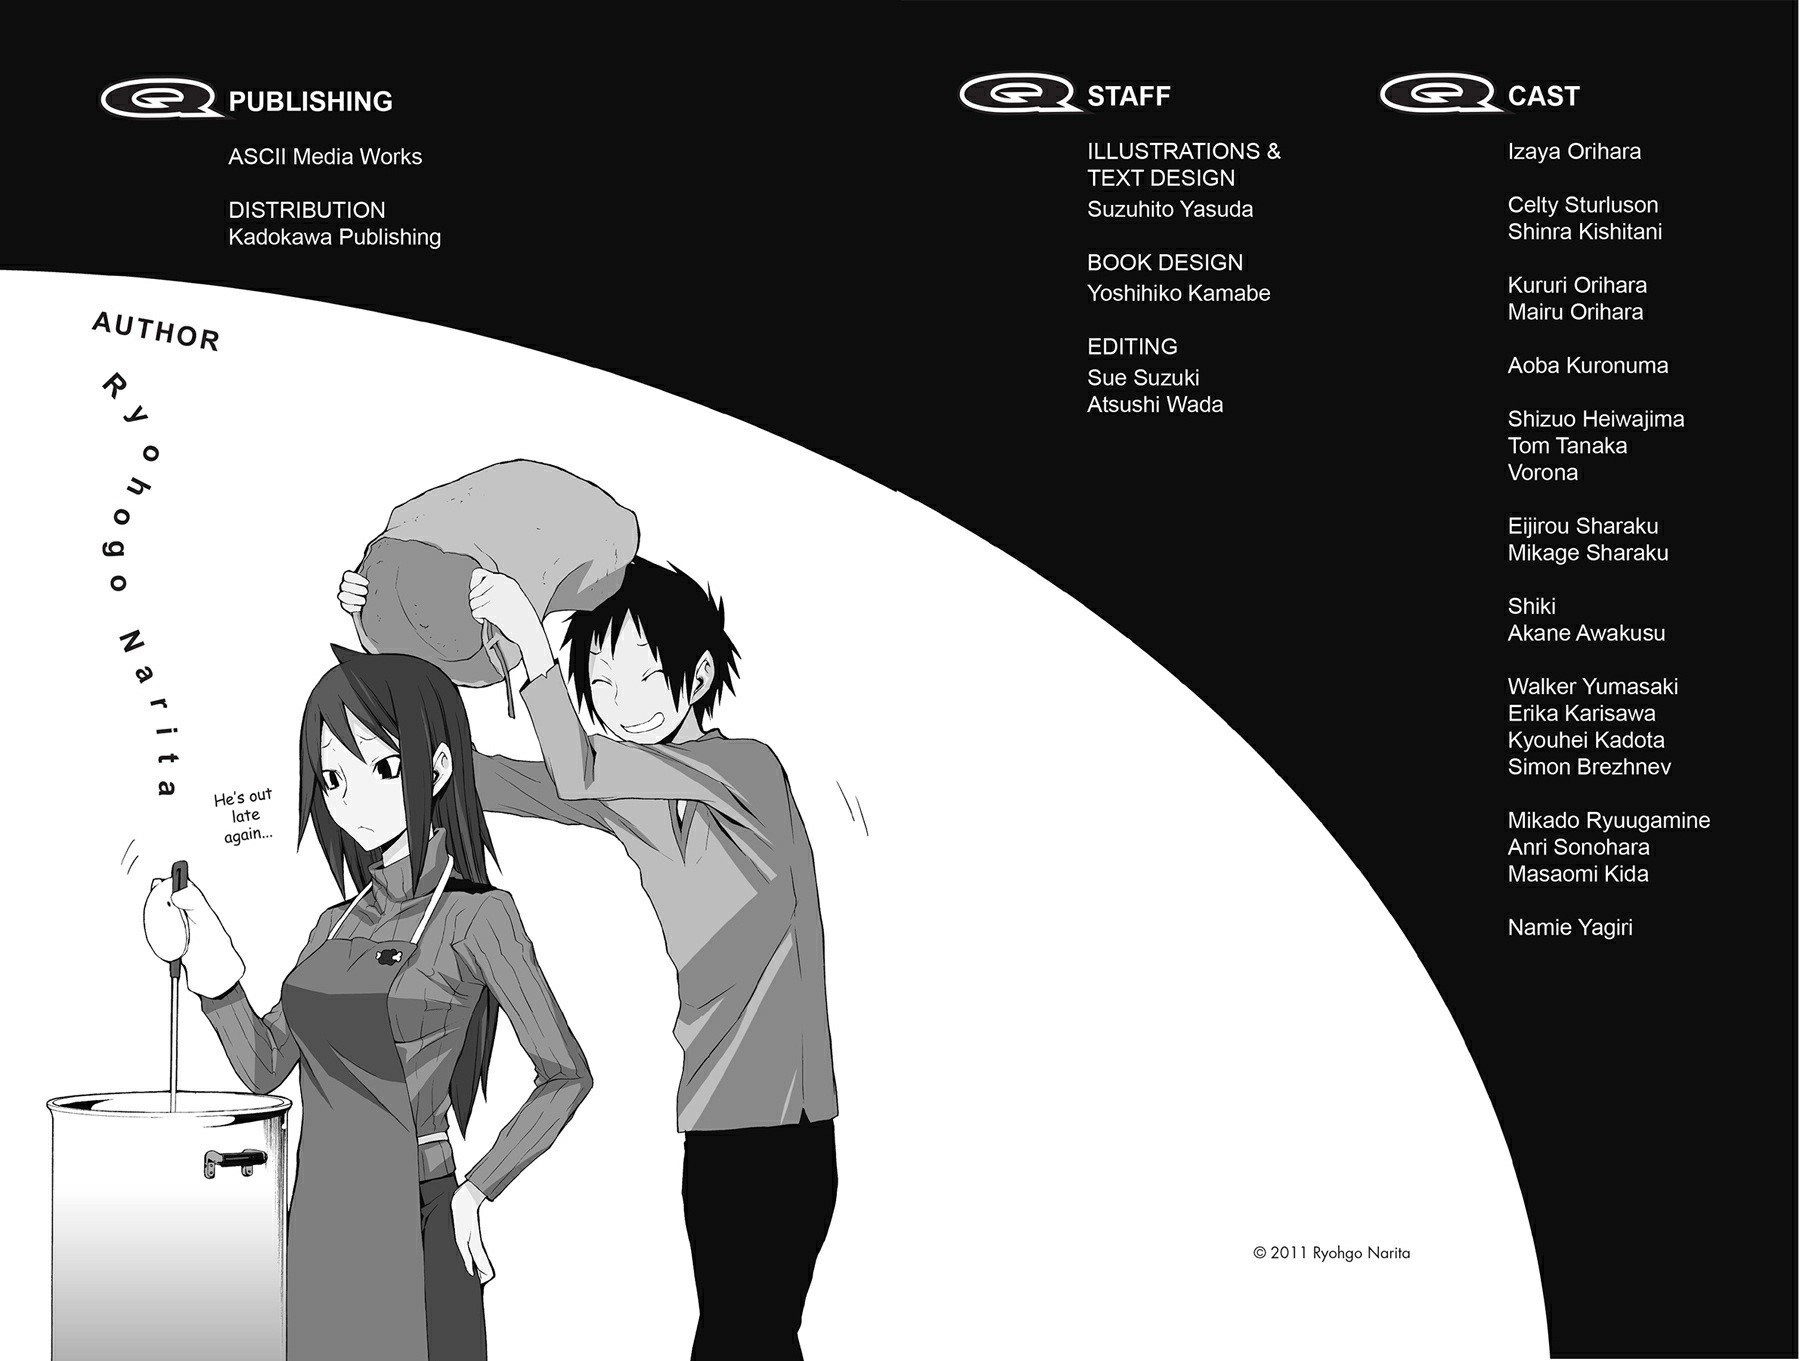 PUBLISHING
ASCII Media Works
DISTRIBUTION
Kadokawa Publishing
AUTHOR
Ryohogo Narita
He's out
late
again...
STAFF
ILLUSTRATIONS &
TEXT DESIGN
Suzuhito Yasuda
BOOK DESIGN
Yoshihiko Kamabe
EDITING
Sue Suzuki
Atsushi Wada
CAST
Izaya Orihara
Celty Sturluson
Shinra Kishitani
Kururi Orihara
Mairu Orihara
Aoba Kuronuma
Shizuo Heiwajima
Tom Tanaka
Vorona
Eijirou Sharaku
Mikage Sharaku
Shiki
Akane Awakusu
Walker Yumasaki
Erika Karisawa
Kyouhei Kadota
Simon Brezhnev
Mikado Ryuugamine
Anri Sonohara
Masaomi Kida
Namie Yagiri
© 2011 Ryohgo Narita